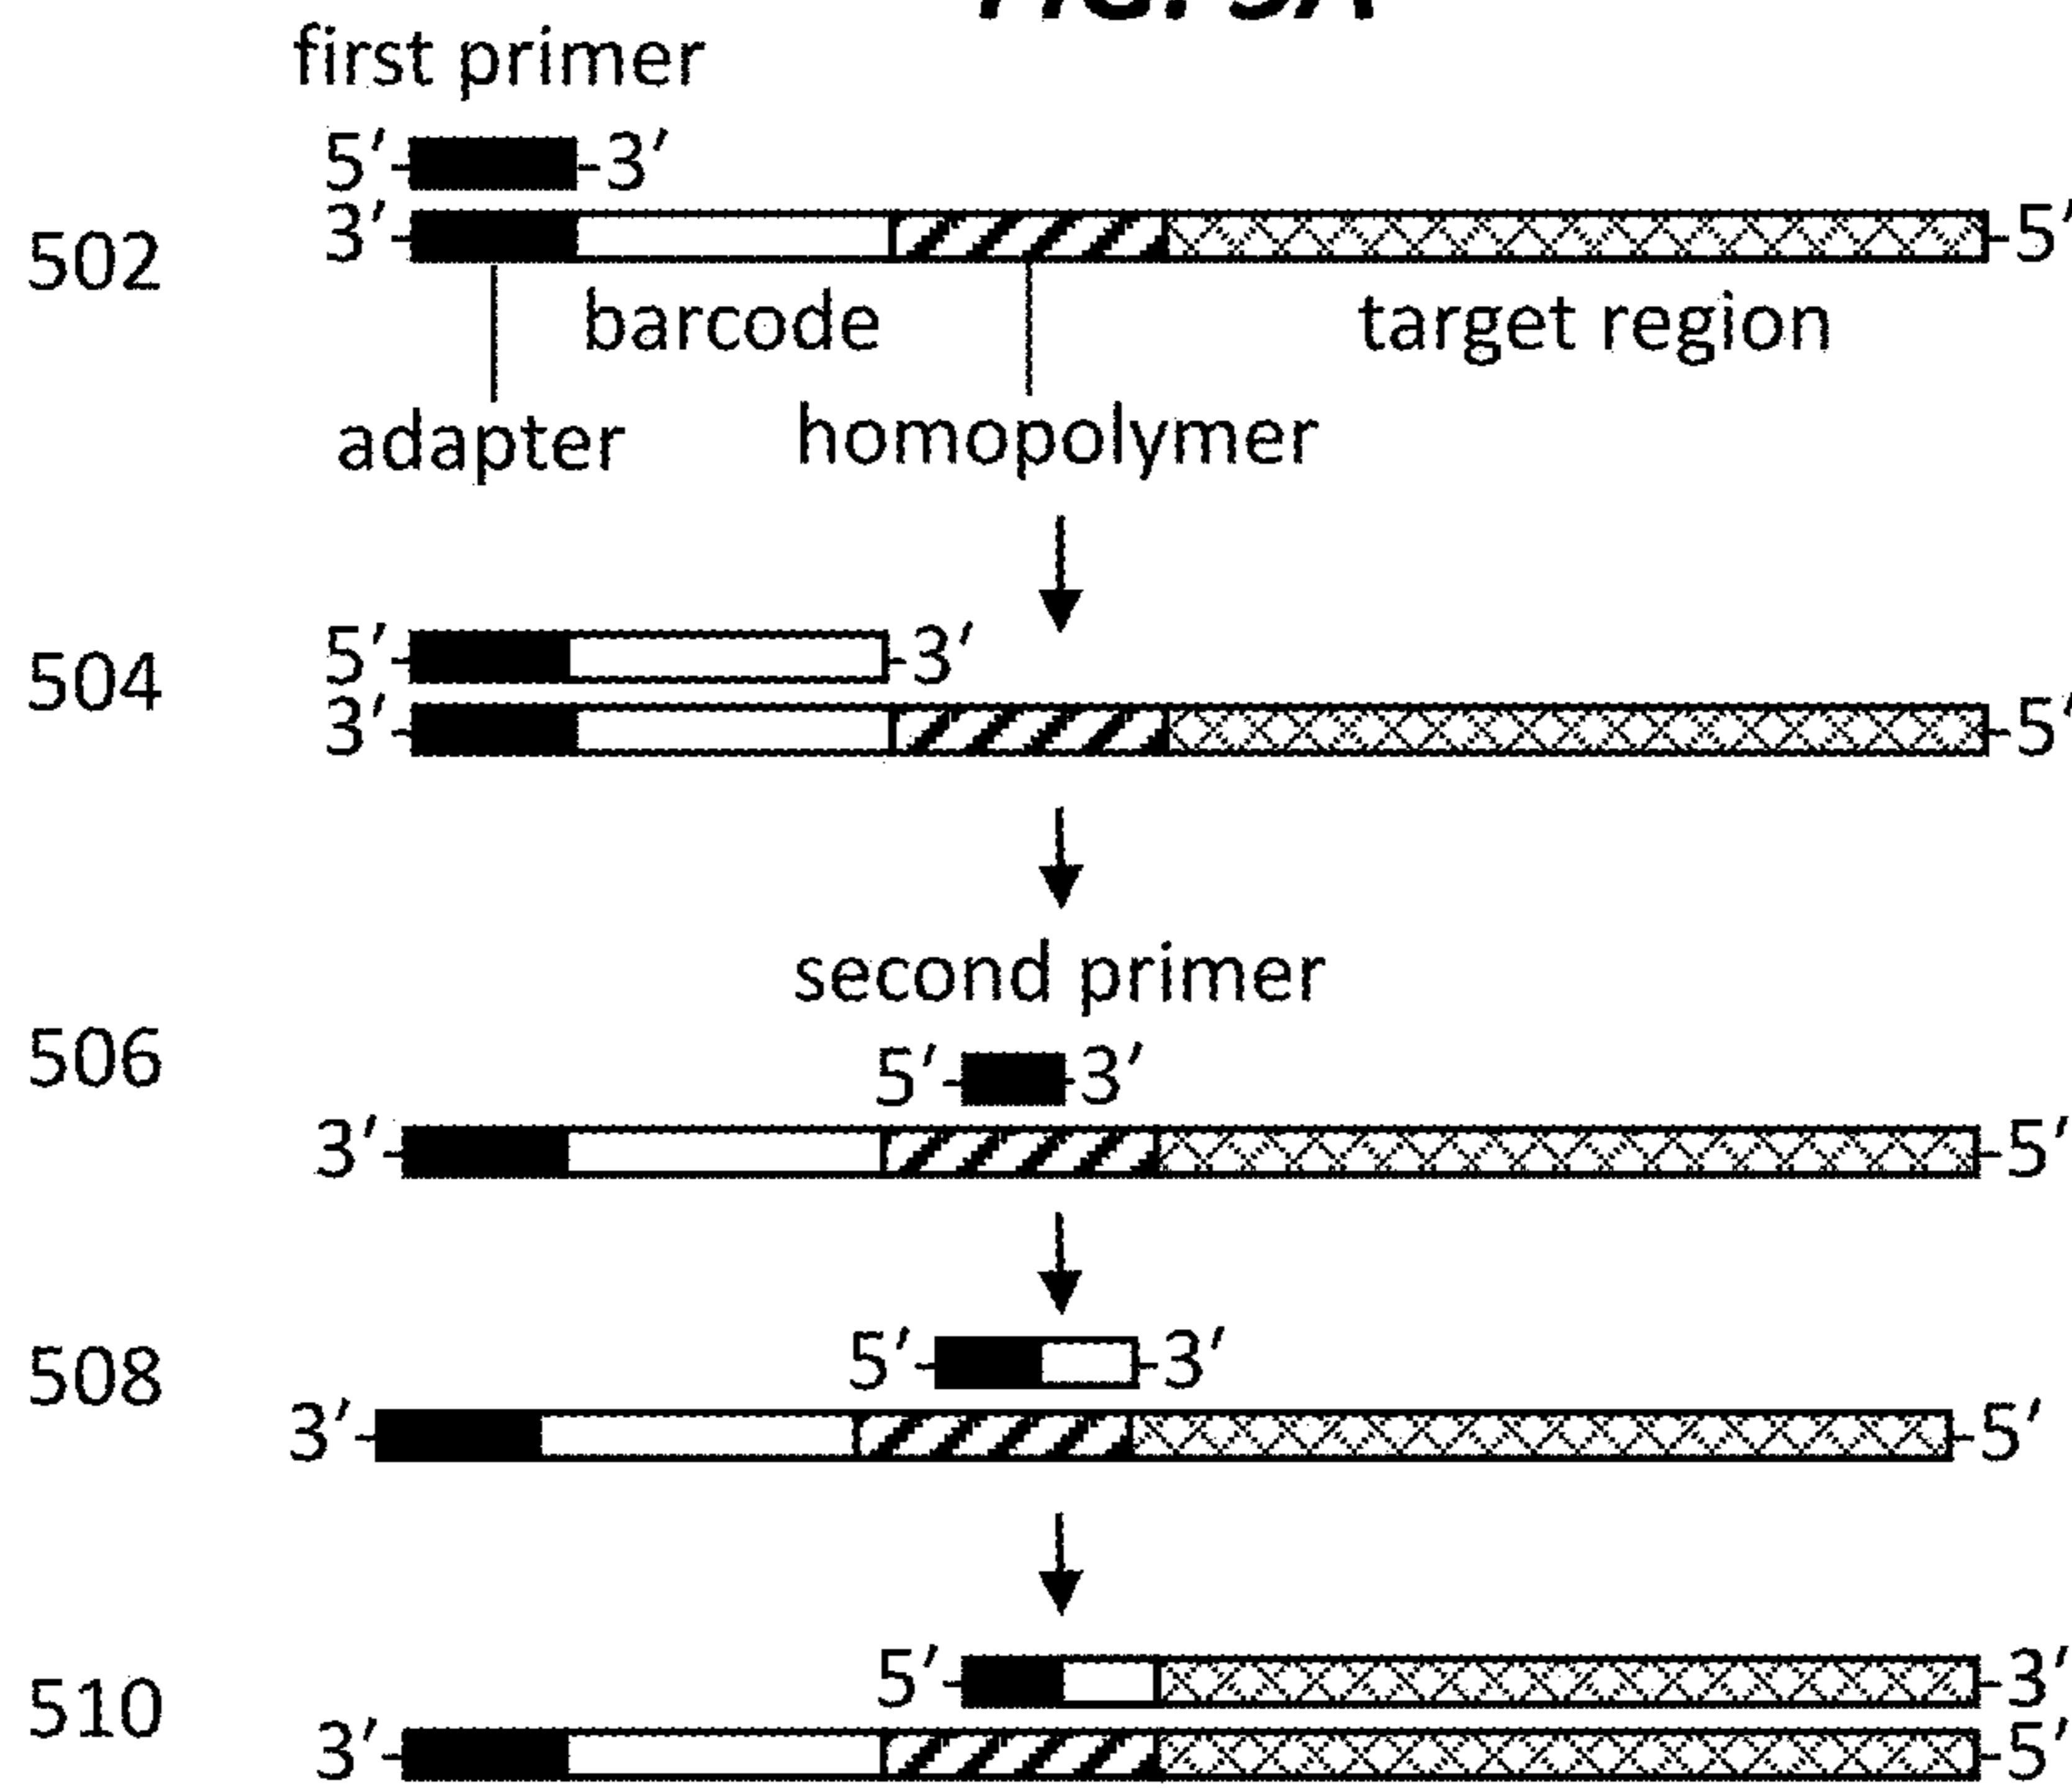 first primer
5′ 3′
502 3′ 5′
barcode target region
adapter homopolymer
504 5′ 3′
3′ 5′
second primer
506 5′ 3′
3′ 5′
508 5′ 3′
3′ 5′
510 5′ 3′
3′ 5′